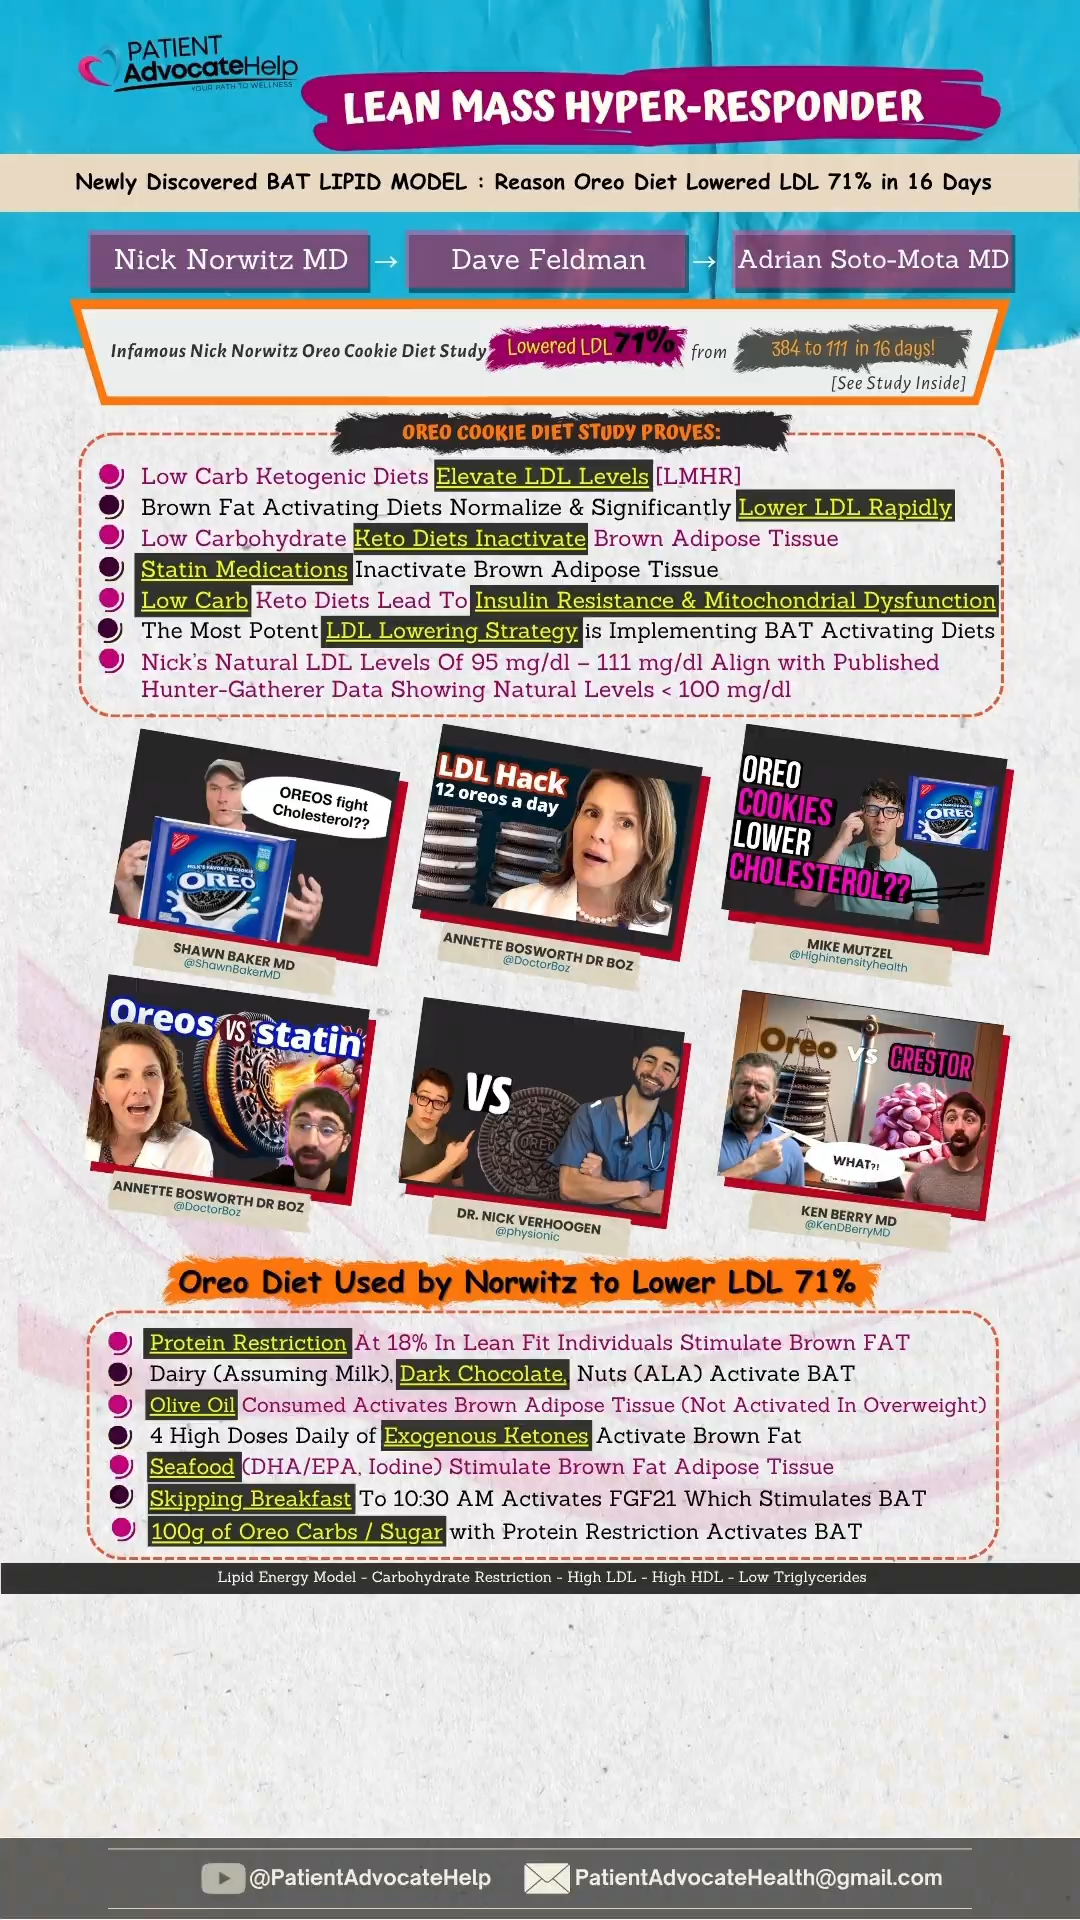 PATIENT
AdvocateHelp
YOUR PATH TO WELLNESS
LEAN MASS HYPER-RESPONDER
Newly Discovered BAT LIPID MODEL : Reason Oreo Diet Lowered LDL 71% in 16 Days
Nick Norwitz MD → Dave Feldman → Adrian Soto-Mota MD
Infamous Nick Norwitz Oreo Cookie Diet Study Lowered LDL 71% from 384 to 111 in 16 days!
[See Study Inside]
OREO COOKIE DIET STUDY PROVES:
Low Carb Ketogenic Diets Elevate LDL Levels [LMHR]
Brown Fat Activating Diets Normalize & Significantly Lower LDL Rapidly
Low Carbohydrate Keto Diets Inactivate Brown Adipose Tissue
Statin Medications Inactivate Brown Adipose Tissue
Low Carb Keto Diets Lead To Insulin Resistance & Mitochondrial Dysfunction
The Most Potent LDL Lowering Strategy is Implementing BAT Activating Diets
Nick's Natural LDL Levels Of 95 mg/dl – 111 mg/dl Align with Published
Hunter-Gatherer Data Showing Natural Levels < 100 mg/dl
OREOS fight
Cholesterol??
OREO
SHAWN BAKER MD
@ShawnBakerMD
LDL Hack
12 oreos a day
ANNETTE BOSWORTH DR BOZ
@DoctorBoz
OREO
COOKIES
LOWER
CHOLESTEROL??
OREO
MIKE MUTZEL
@Highintensityhealth
Oreos VS statin
ANNETTE BOSWORTH DR BOZ
@DoctorBoz
VS
OREO
DR. NICK VERHOOGEN
@physionic
Oreo VS CRESTOR
WHAT?!
KEN BERRY MD
@KenDBerryMD
Oreo Diet Used by Norwitz to Lower LDL 71%
Protein Restriction At 18% In Lean Fit Individuals Stimulate Brown FAT
Dairy (Assuming Milk), Dark Chocolate, Nuts (ALA) Activate BAT
Olive Oil Consumed Activates Brown Adipose Tissue (Not Activated In Overweight)
4 High Doses Daily of Exogenous Ketones Activate Brown Fat
Seafood (DHA/EPA, Iodine) Stimulate Brown Fat Adipose Tissue
Skipping Breakfast To 10:30 AM Activates FGF21 Which Stimulates BAT
100g of Oreo Carbs / Sugar with Protein Restriction Activates BAT
Lipid Energy Model - Carbohydrate Restriction - High LDL - High HDL - Low Triglycerides
@PatientAdvocateHelp PatientAdvocateHealth@gmail.com